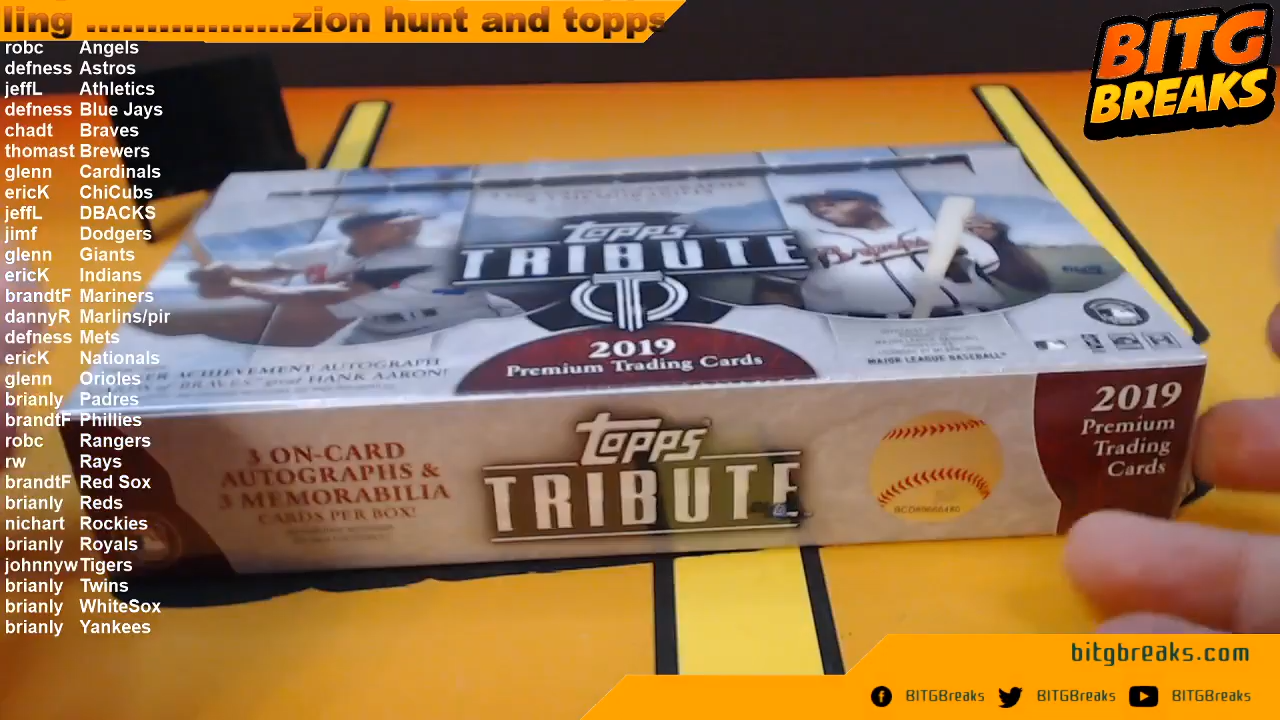 ling .................zion hunt and topps
BITG
BREAKS
robc Angels
defness Astros
jeffL Athletics
defness Blue Jays
chadt Braves
thomast Brewers
glenn Cardinals
ericK ChiCubs
jeffL DBACKS
jimf Dodgers
glenn Giants
ericK Indians
brandtF Mariners
dannyR Marlins/pir
defness Mets
ericK Nationals
glenn Orioles
brianly Padres
brandtF Phillies
robc Rangers
rw Rays
brandtF Red Sox
brianly Reds
nichart Rockies
brianly Royals
johnnyw Tigers
brianly Twins
brianly WhiteSox
brianly Yankees
Topps
TRIBUTE
Braves
2019
Premium Trading Cards
ACHIEVEMENT AUTOGRAPH
HANK AARON!
MAJOR LEAGUE BASEBALL
3 ON-CARD
AUTOGRAPHS &
3 MEMORABILIA
CARDS PER BOX!
Topps
TRIBUTE
2019
Premium
Trading
Cards
bitgbreaks.com
BITGBreaks BITGBreaks BITGBreaks